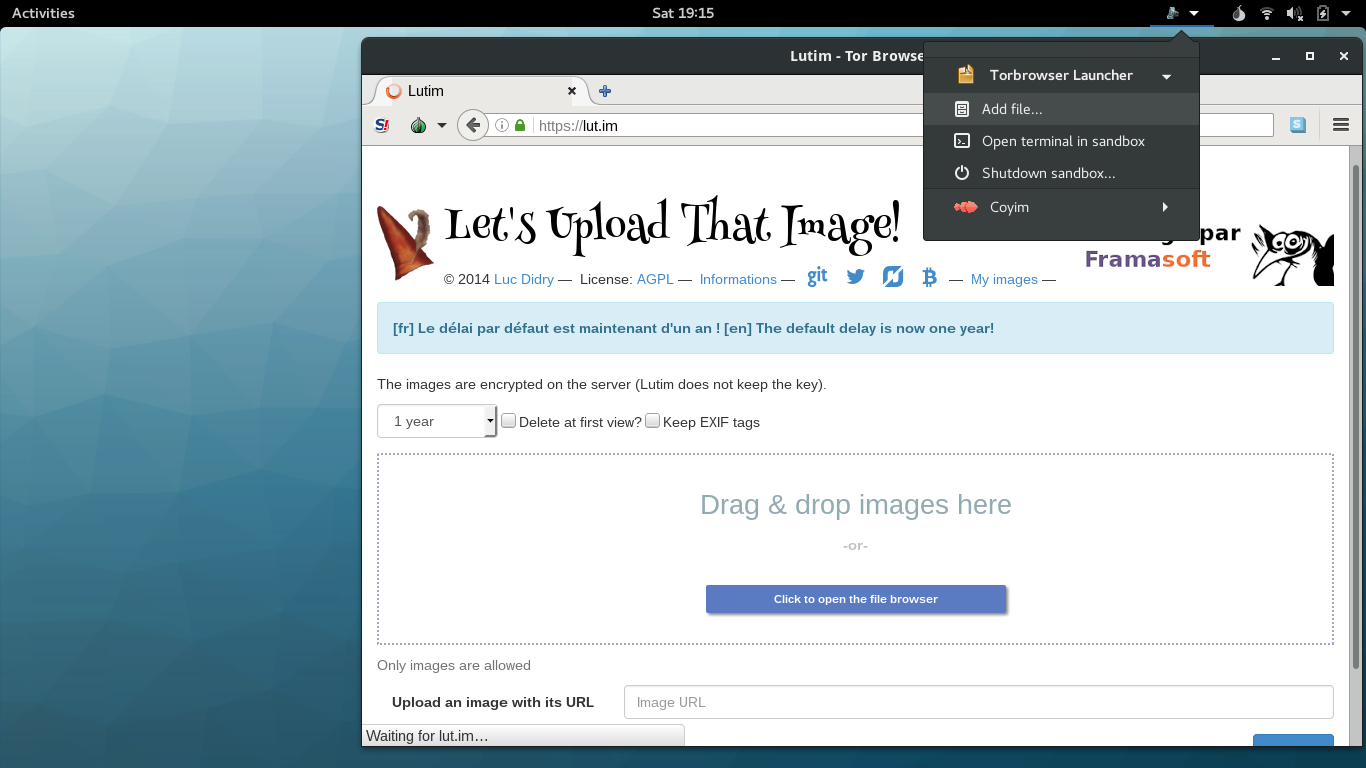 Activities
Sat 19:15
Lutim - Tor Browse
Torbrowser Launcher
Add file...
Open terminal in sandbox
Shutdown sandbox...
Coyim
Lutim
https://lut.im
Let's Upload That Image!
par
Framasoft
© 2014 Luc Didry — License: AGPL — Informations — git — My images —
[fr] Le délai par défaut est maintenant d'un an ! [en] The default delay is now one year!
The images are encrypted on the server (Lutim does not keep the key).
1 year Delete at first view? Keep EXIF tags
Drag & drop images here
-or-
Click to open the file browser
Only images are allowed
Upload an image with its URL Image URL
Waiting for lut.im…